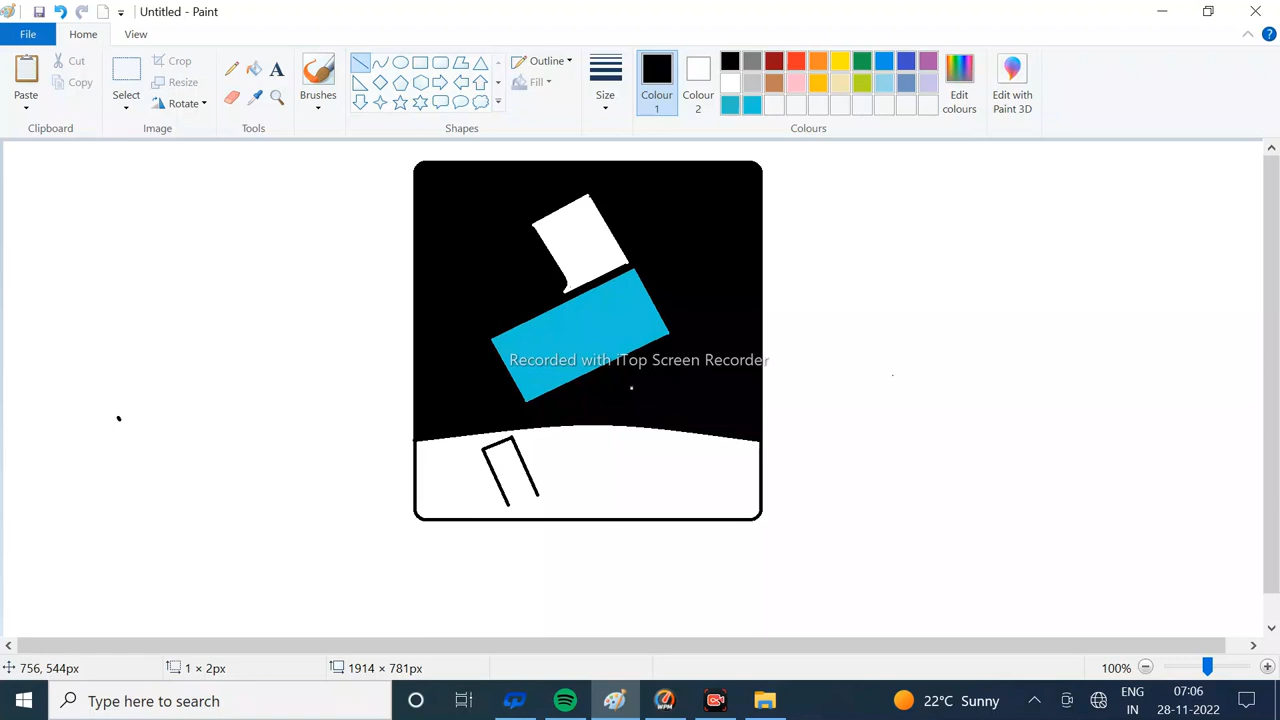 Untitled - Paint
File
Home
View
Paste
Cut
Copy
Clipboard
Select
Crop
Resize
Rotate
Image
Tools
Brushes
Shapes
Outline
Fill
Size
Colour 1
Colour 2
Edit colours
Colours
Edit with Paint 3D
Recorded with iTop Screen Recorder
756, 544px
1 × 2px
1914 × 781px
100%
Type here to search
WPM
22°C Sunny
ENG
IN
07:06
28-11-2022